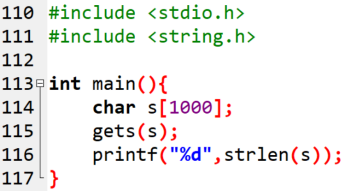 110 #include <stdio.h>
111 #include <string.h>
112
113 int main(){
114     char s[1000];
115     gets(s);
116     printf("%d",strlen(s));
117 }